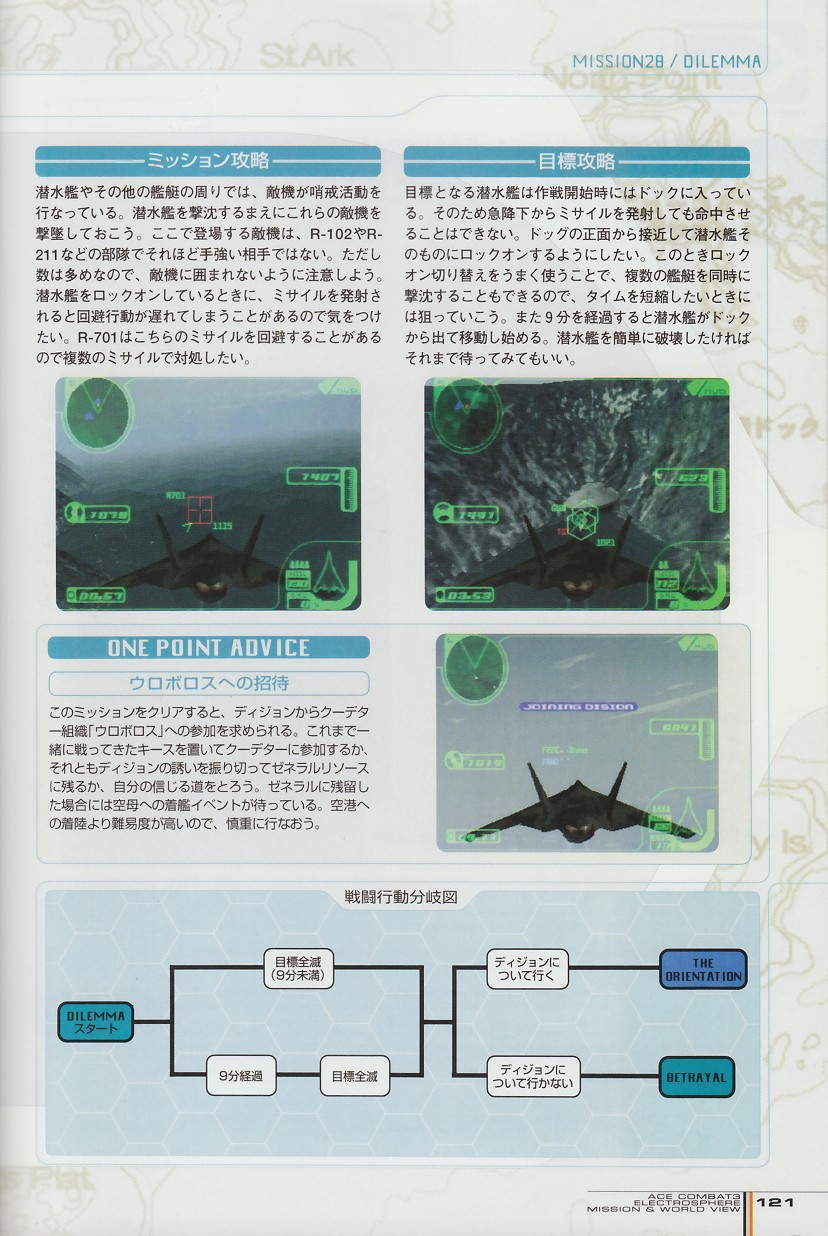 St.Ark
MISSION28 / DILEMMA
North Point
ミッション攻略
潜水艦やその他の艦艇の周りでは、敵機が哨戒活動を
行なっている。潜水艦を撃沈するまえにこれらの敵機を
撃墜しておこう。ここで登場する敵機は、R-102やR-
211などの部隊でそれほど手強い相手ではない。ただし
数は多めなので、敵機に囲まれないように注意しよう。
潜水艦をロックオンしているときに、ミサイルを発射さ
れると回避行動が遅れてしまうことがあるので気をつけ
たい。R-701はこちらのミサイルを回避することがある
ので複数のミサイルで対処したい。
目標攻略
目標となる潜水艦は作戦開始時にはドックに入ってい
る。そのため急降下からミサイルを発射しても命中させ
ることはできない。ドッグの正面から接近して潜水艦そ
のものにロックオンするようにしたい。このときロック
オン切り替えをうまく使うことで、複数の艦艇を同時に
撃沈することもできるので、タイムを短縮したいときに
は狙っていこう。また9分を経過すると潜水艦がドック
から出て移動し始める。潜水艦を簡単に破壊したければ
それまで待ってみてもいい。
1407
R701
1078
1115
00.57
623
1441
1021
03.53
ドック
ONE POINT ADVICE
ウロボロスへの招待
このミッションをクリアすると、ディジョンからクーデタ
ー組織「ウロボロス」への参加を求められる。これまで一
緒に戦ってきたキースを置いてクーデターに参加するか、
それともディジョンの誘いを振り切ってゼネラルリソース
に残るか、自分の信じる道をとろう。ゼネラルに残留し
た場合には空母への着艦イベントが待っている。空港へ
の着陸より難易度が高いので、慎重に行なおう。
JOINING DISION
6041
1019
y Is.
戦闘行動分岐図
DILEMMA
スタート
目標全滅
（9分未満）
9分経過
目標全滅
ディジョンに
ついて行く
THE
ORIENTATION
ディジョンに
ついて行かない
BETRAYAL
s Plat
ACE COMBAT3
ELECTROSPHERE
MISSION & WORLD VIEW
121